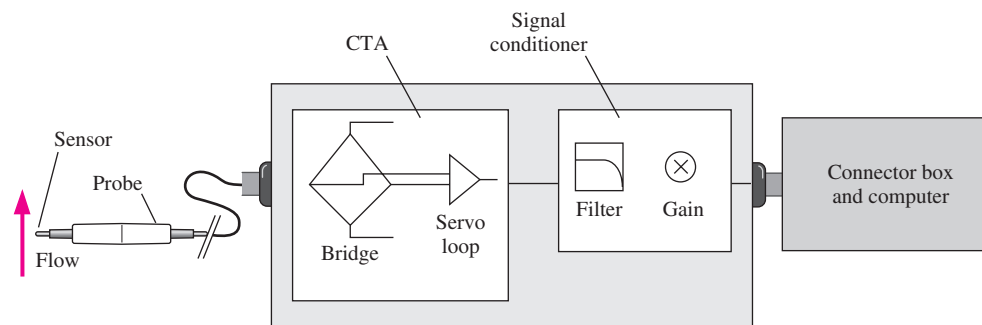 Signal
conditioner
CTA
Sensor
Probe
Flow
Bridge
Servo
loop
Filter
Gain
Connector box
and computer